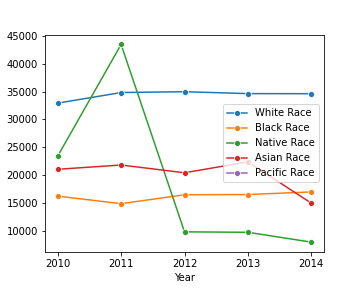 45000
40000
35000
30000
25000
20000
15000
10000
White Race
Black Race
Native Race
Asian Race
Pacific Race
2010 2011 2012 2013 2014
Year